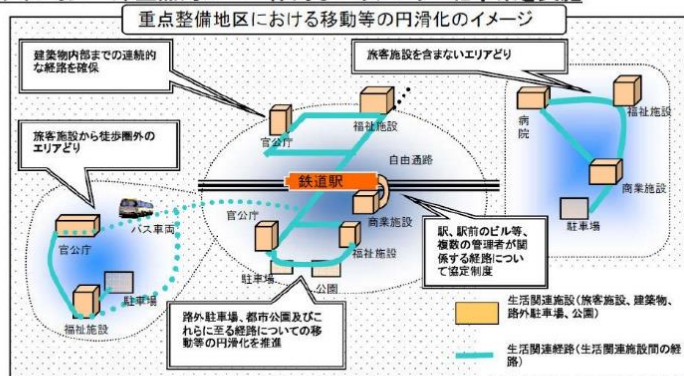 重点整備地区における移動等の円滑化のイメージ
建築物内部までの連続的
な経路を確保
旅客施設を含まないエリアどり
旅客施設から徒歩圏外の
エリアどり
官公庁
福祉施設
自由通路
鉄道駅
病院
福祉施設
商業施設
駐車場
官公庁
バス車両
駐車場
福祉施設
官公庁
商業施設
福祉施設
駐車場
公園
駅、駅前のビル等、
複数の管理者が関
係する経路につい
て協定制度
路外駐車場、都市公園及びこ
れらに至る経路についての移
動等の円滑化を推進
生活関連施設(旅客施設、建築物、
路外駐車場、公園)
生活関連経路(生活関連施設間の経
路)